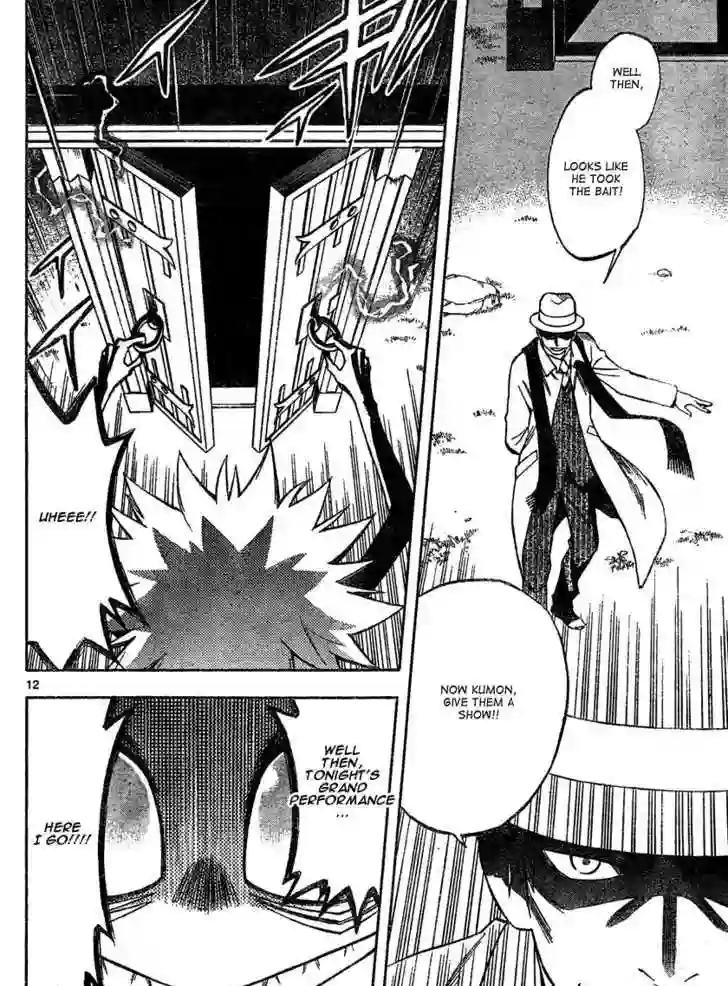 WELL
THEN,
LOOKS LIKE
HE TOOK
THE BAIT!
NOW KUMON,
GIVE THEM A
SHOW!!
UHEEE!!
12
WELL
THEN,
TONIGHT'S
GRAND
PERFORMANCE
...
HERE
I GO!!!!